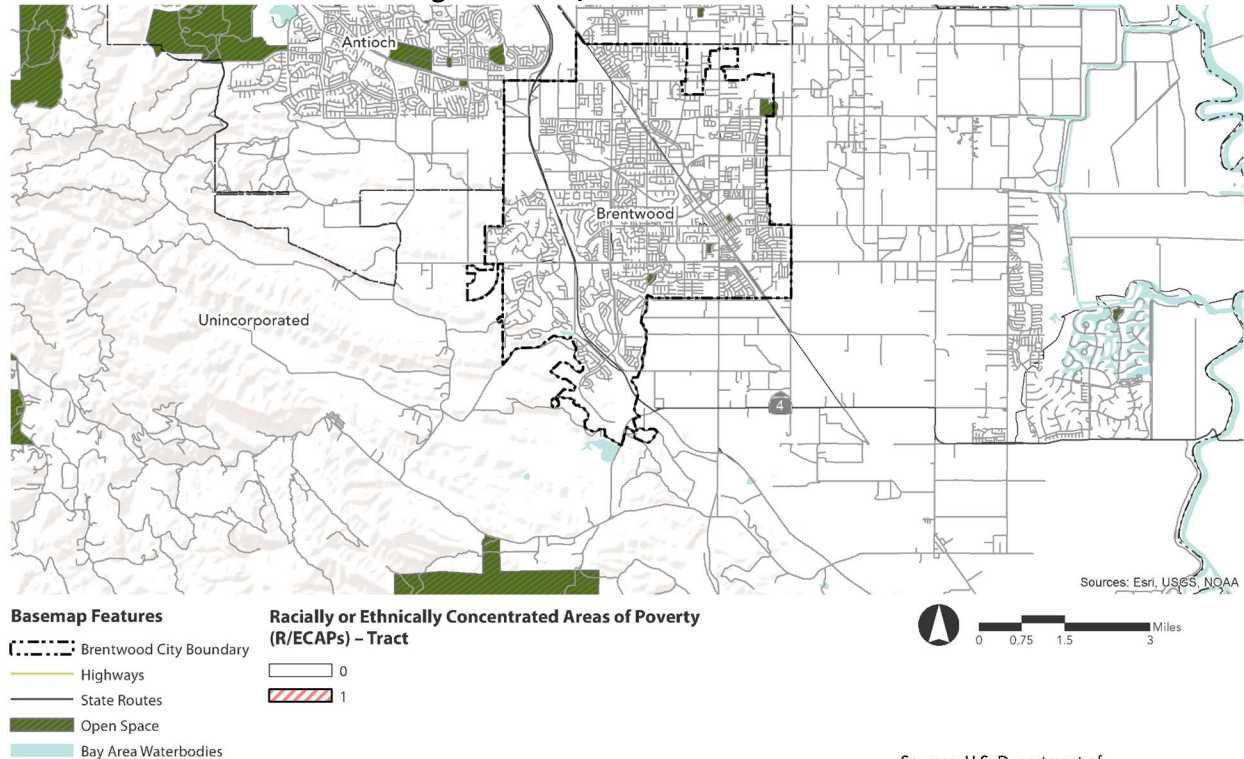 Antioch
Brentwood
Unincorporated
4
Sources: Esri, USGS, NOAA
Basemap Features
Brentwood City Boundary
Highways
State Routes
Open Space
Bay Area Waterbodies
Racially or Ethnically Concentrated Areas of Poverty
(R/ECAPs) – Tract
0
1
0 0.75 1.5 3 Miles